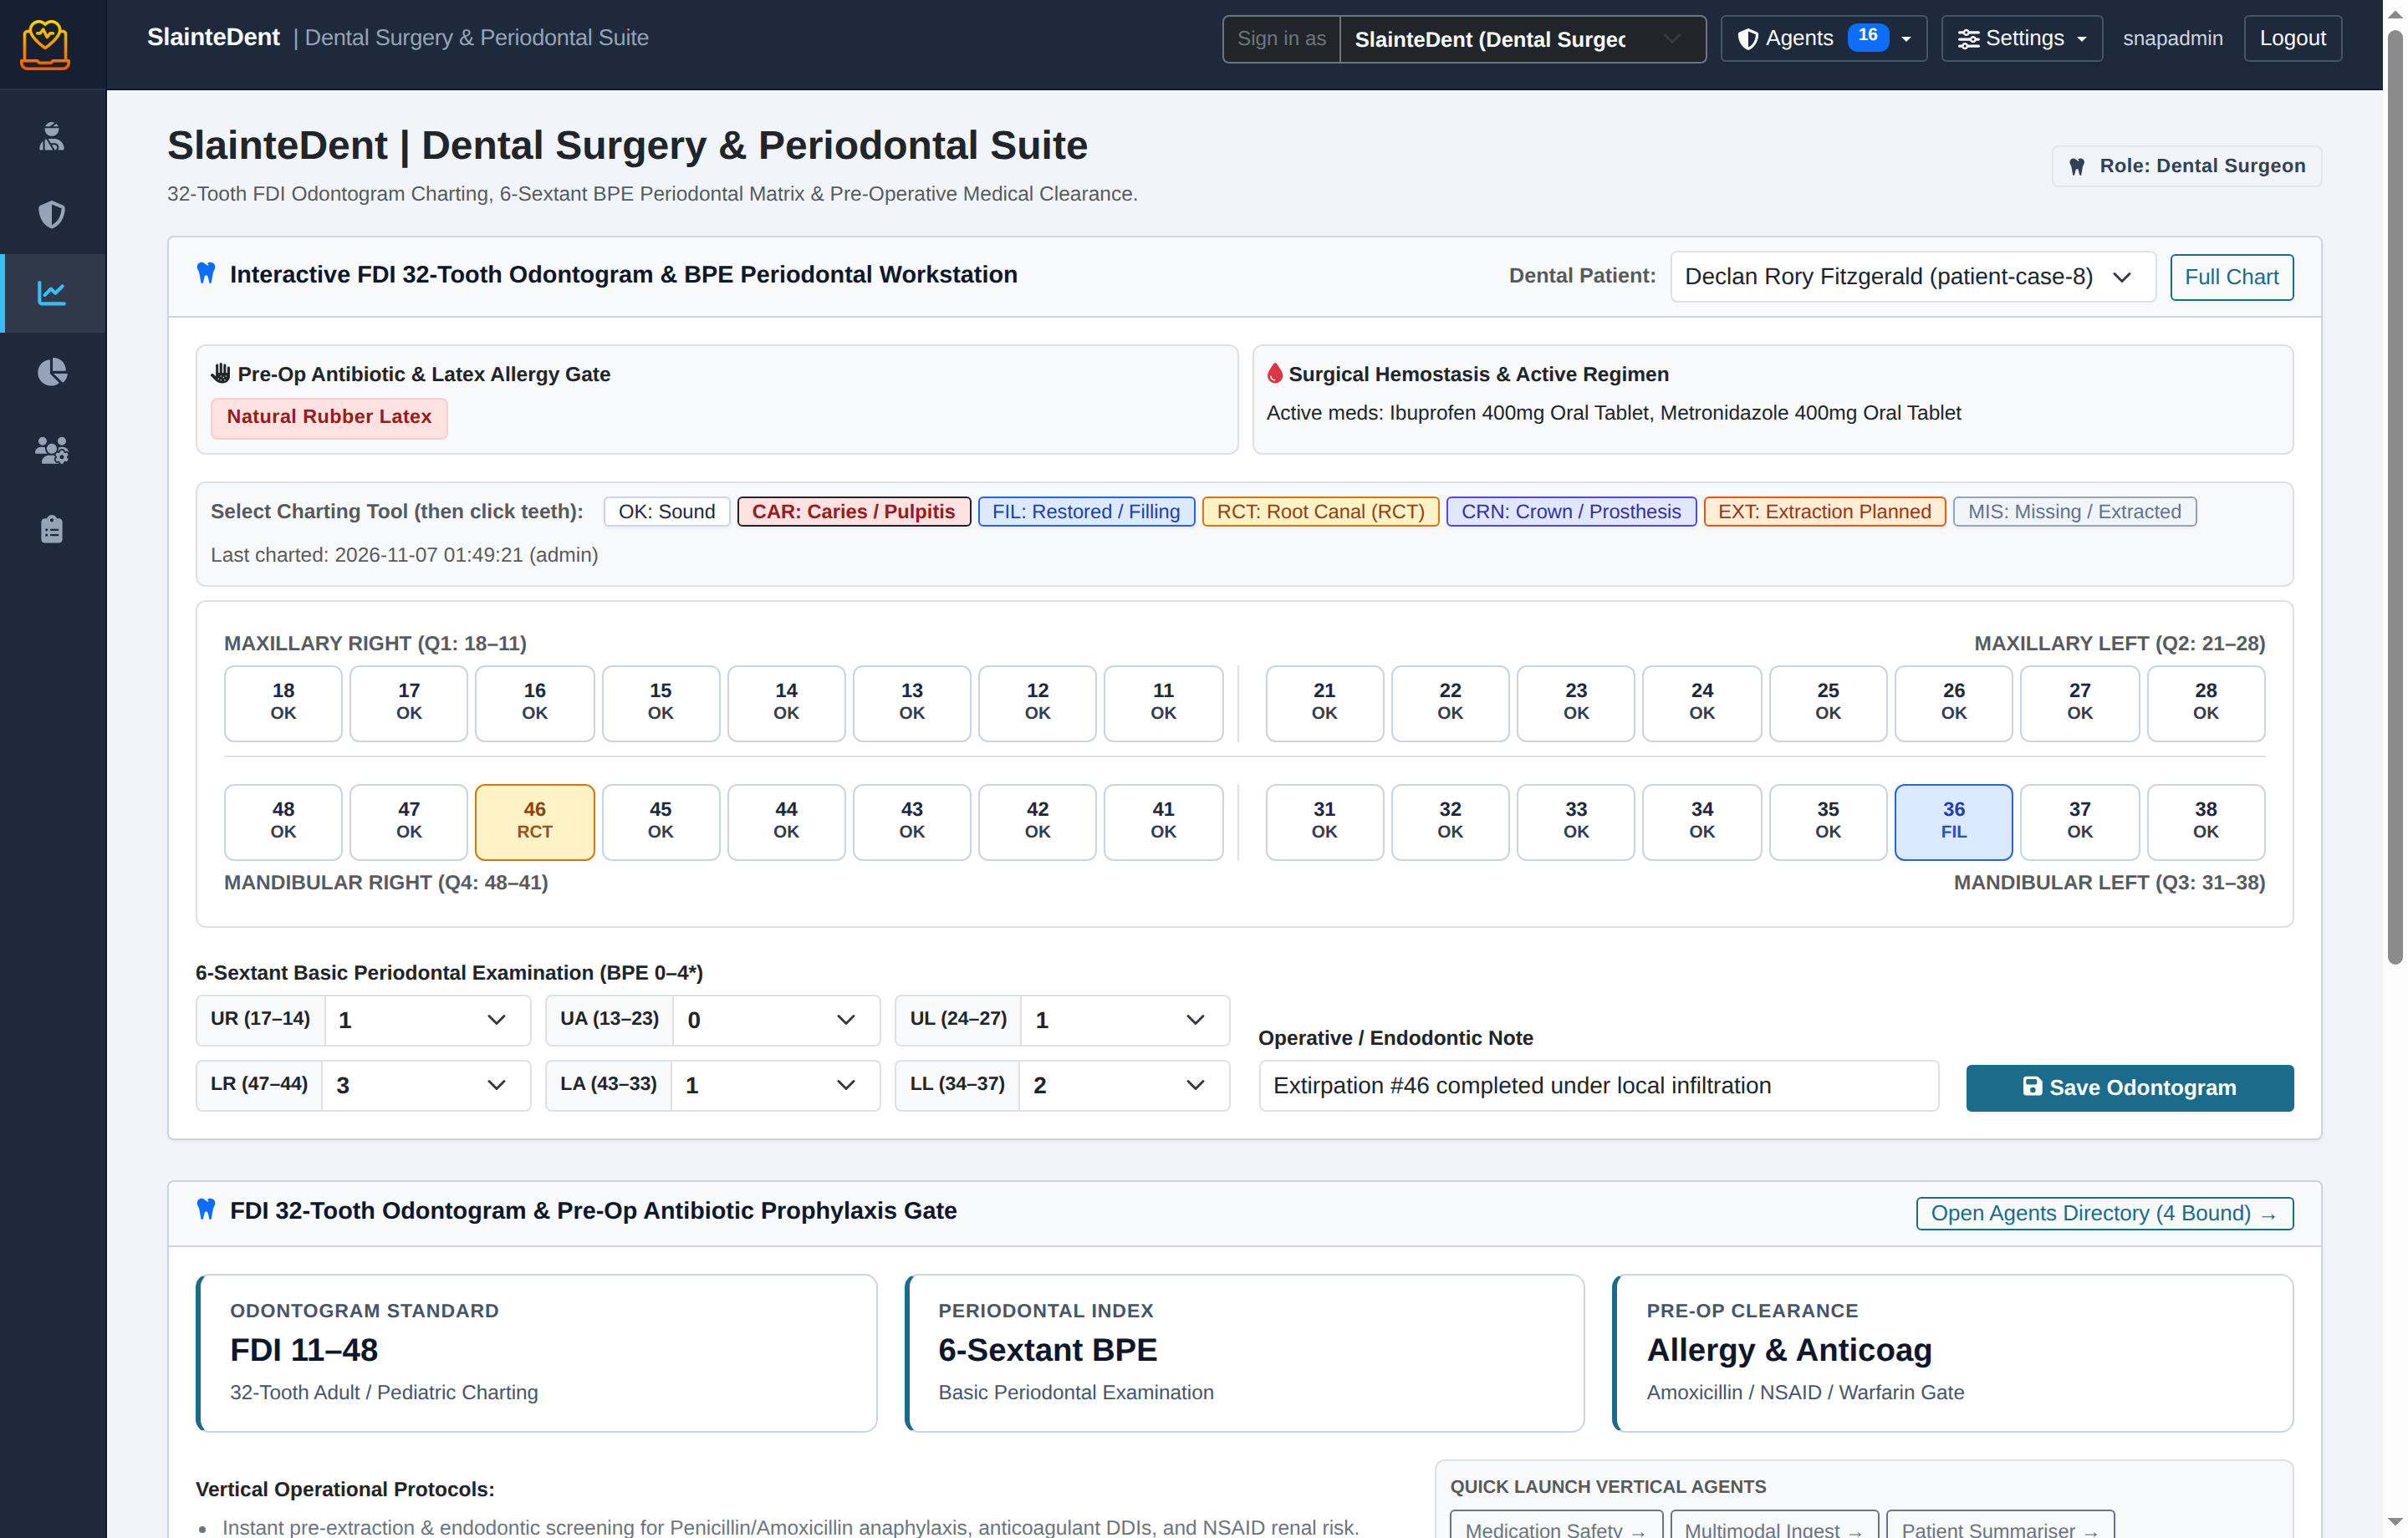 SlainteDent | Dental Surgery & Periodontal Suite
Sign in as SlainteDent (Dental Surgec
Agents 16
Settings
snapadmin
Logout
SlainteDent | Dental Surgery & Periodontal Suite
32-Tooth FDI Odontogram Charting, 6-Sextant BPE Periodontal Matrix & Pre-Operative Medical Clearance.
Role: Dental Surgeon
Interactive FDI 32-Tooth Odontogram & BPE Periodontal Workstation
Dental Patient: Declan Rory Fitzgerald (patient-case-8)
Full Chart
Pre-Op Antibiotic & Latex Allergy Gate
Natural Rubber Latex
Surgical Hemostasis & Active Regimen
Active meds: Ibuprofen 400mg Oral Tablet, Metronidazole 400mg Oral Tablet
Select Charting Tool (then click teeth): OK: Sound CAR: Caries / Pulpitis FIL: Restored / Filling RCT: Root Canal (RCT) CRN: Crown / Prosthesis EXT: Extraction Planned MIS: Missing / Extracted
Last charted: 2026-11-07 01:49:21 (admin)
MAXILLARY RIGHT (Q1: 18–11) MAXILLARY LEFT (Q2: 21–28)
18 17 16 15 14 13 12 11 21 22 23 24 25 26 27 28
OK OK OK OK OK OK OK OK OK OK OK OK OK OK OK OK
48 47 46 45 44 43 42 41 31 32 33 34 35 36 37 38
OK OK RCT OK OK OK OK OK OK OK OK OK OK FIL OK OK
MANDIBULAR RIGHT (Q4: 48–41) MANDIBULAR LEFT (Q3: 31–38)
6-Sextant Basic Periodontal Examination (BPE 0–4*)
UR (17–14) 1 UA (13–23) 0 UL (24–27) 1
LR (47–44) 3 LA (43–33) 1 LL (34–37) 2
Operative / Endodontic Note
Extirpation #46 completed under local infiltration
Save Odontogram
FDI 32-Tooth Odontogram & Pre-Op Antibiotic Prophylaxis Gate
Open Agents Directory (4 Bound) →
ODONTOGRAM STANDARD
FDI 11–48
32-Tooth Adult / Pediatric Charting
PERIODONTAL INDEX
6-Sextant BPE
Basic Periodontal Examination
PRE-OP CLEARANCE
Allergy & Anticoag
Amoxicillin / NSAID / Warfarin Gate
Vertical Operational Protocols:
• Instant pre-extraction & endodontic screening for Penicillin/Amoxicillin anaphylaxis, anticoagulant DDIs, and NSAID renal risk.
QUICK LAUNCH VERTICAL AGENTS
Medication Safety → Multimodal Ingest → Patient Summariser →